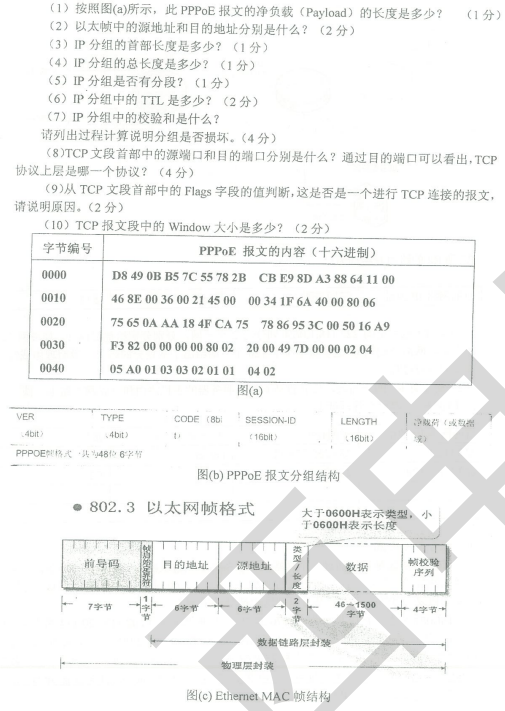 （1）按照图(a)所示，此 PPPoE 报文的净负载（Payload）的长度是多少？ （1 分）
（2）以太帧中的源地址和目的地址分别是什么？（2 分）
（3）IP 分组的首部长度是多少？（1 分）
（4）IP 分组的总长度是多少？（1 分）
（5）IP 分组是否有分段？（1 分）
（6）IP 分组中的 TTL 是多少？（2 分）
（7）IP 分组中的校验和是什么？
请列出过程计算说明分组是否损坏。（4 分）
（8)TCP 文段首部中的源端口和目的端口分别是什么？通过目的端口可以看出，TCP
协议上层是哪一个协议？（4 分）
（9)从 TCP 文段首部中的 Flags 字段的值判断，这是否是一个进行 TCP 连接的报文，
请说明原因。（2 分）
（10）TCP 报文段中的 Window 大小是多少？（2 分）
字节编号 PPPoE 报文的内容（十六进制）
0000 D8 49 0B B5 7C 55 78 2B CB E9 8D A3 88 64 11 00
0010 46 8E 00 36 00 21 45 00 00 34 1F 6A 40 00 80 06
0020 75 65 0A AA 18 4F CA 75 78 86 95 3C 00 50 16 A9
0030 F3 82 00 00 00 00 80 02 20 00 49 7D 00 00 02 04
0040 05 A0 01 03 03 02 01 01 04 02
图(a)
VER TYPE CODE （8bi SESSION-ID LENGTH 净载荷（或数据
（4bit） （4bit） t） （16bit） （16bit） 域）
PPPOE帧格式 共为48位 6字节
图(b) PPPoE 报文分组结构
● 802.3 以太网帧格式
大于0600H表示类型，小
于0600H表示长度
前导码 帧启始定界符 目的地址 源地址 类型/长度 数据 帧校验序列
7字节 1字节 6字节 6字节 2字节 46～1500字节 4字节
数据链路层封装
物理层封装
图(c) Ethernet MAC 帧结构
西电